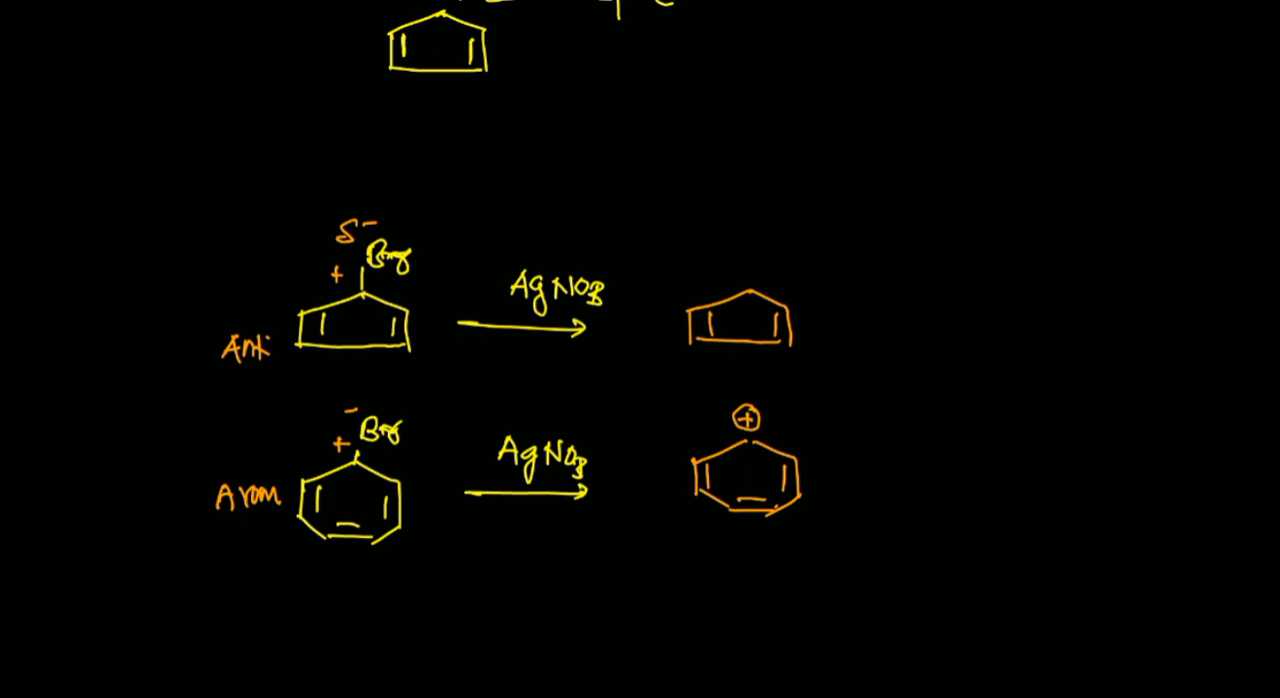 δ-
+ Br
AgNO3
Anti
-
+ Br
AgNO3
+
Arom